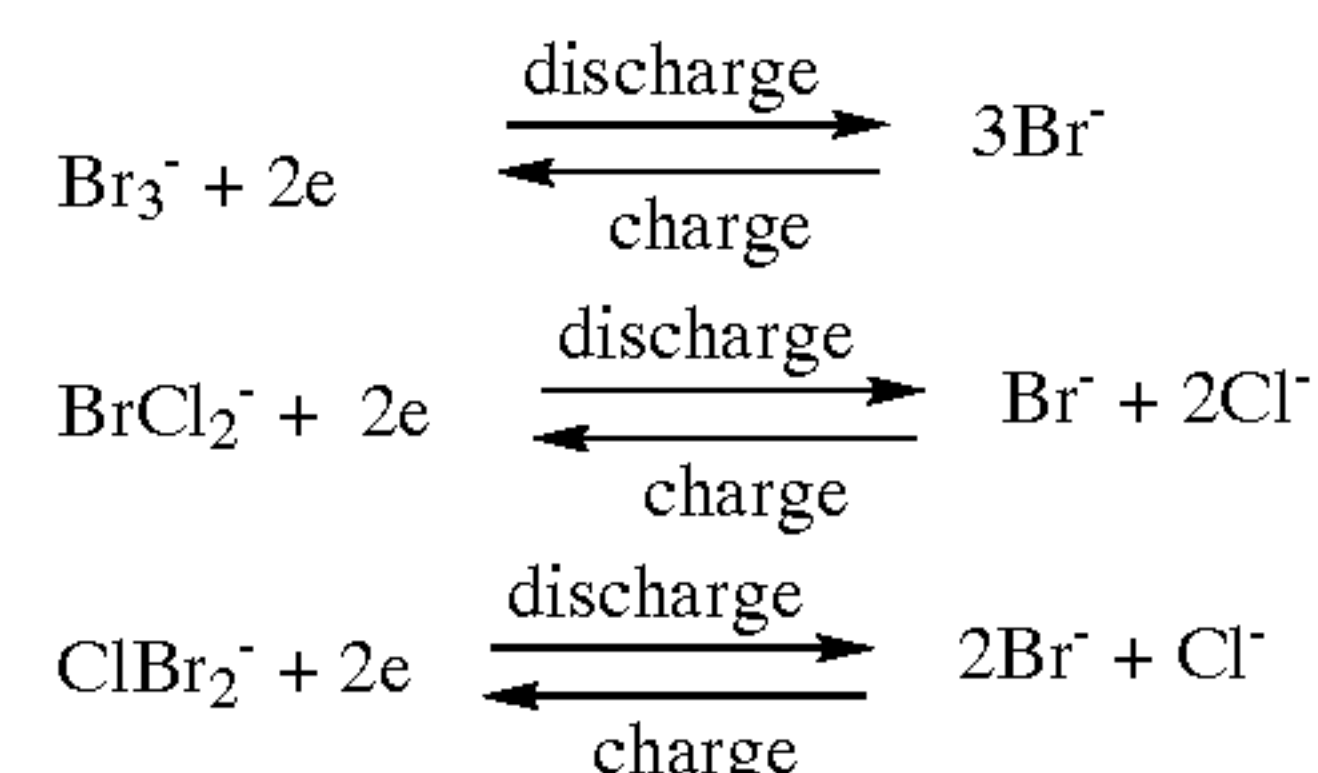 discharge
Br₃⁻ + 2e 3Br⁻
charge
discharge
BrCl₂⁻ + 2e Br⁻ + 2Cl⁻
charge
discharge
ClBr₂⁻ + 2e 2Br⁻ + Cl⁻
charge